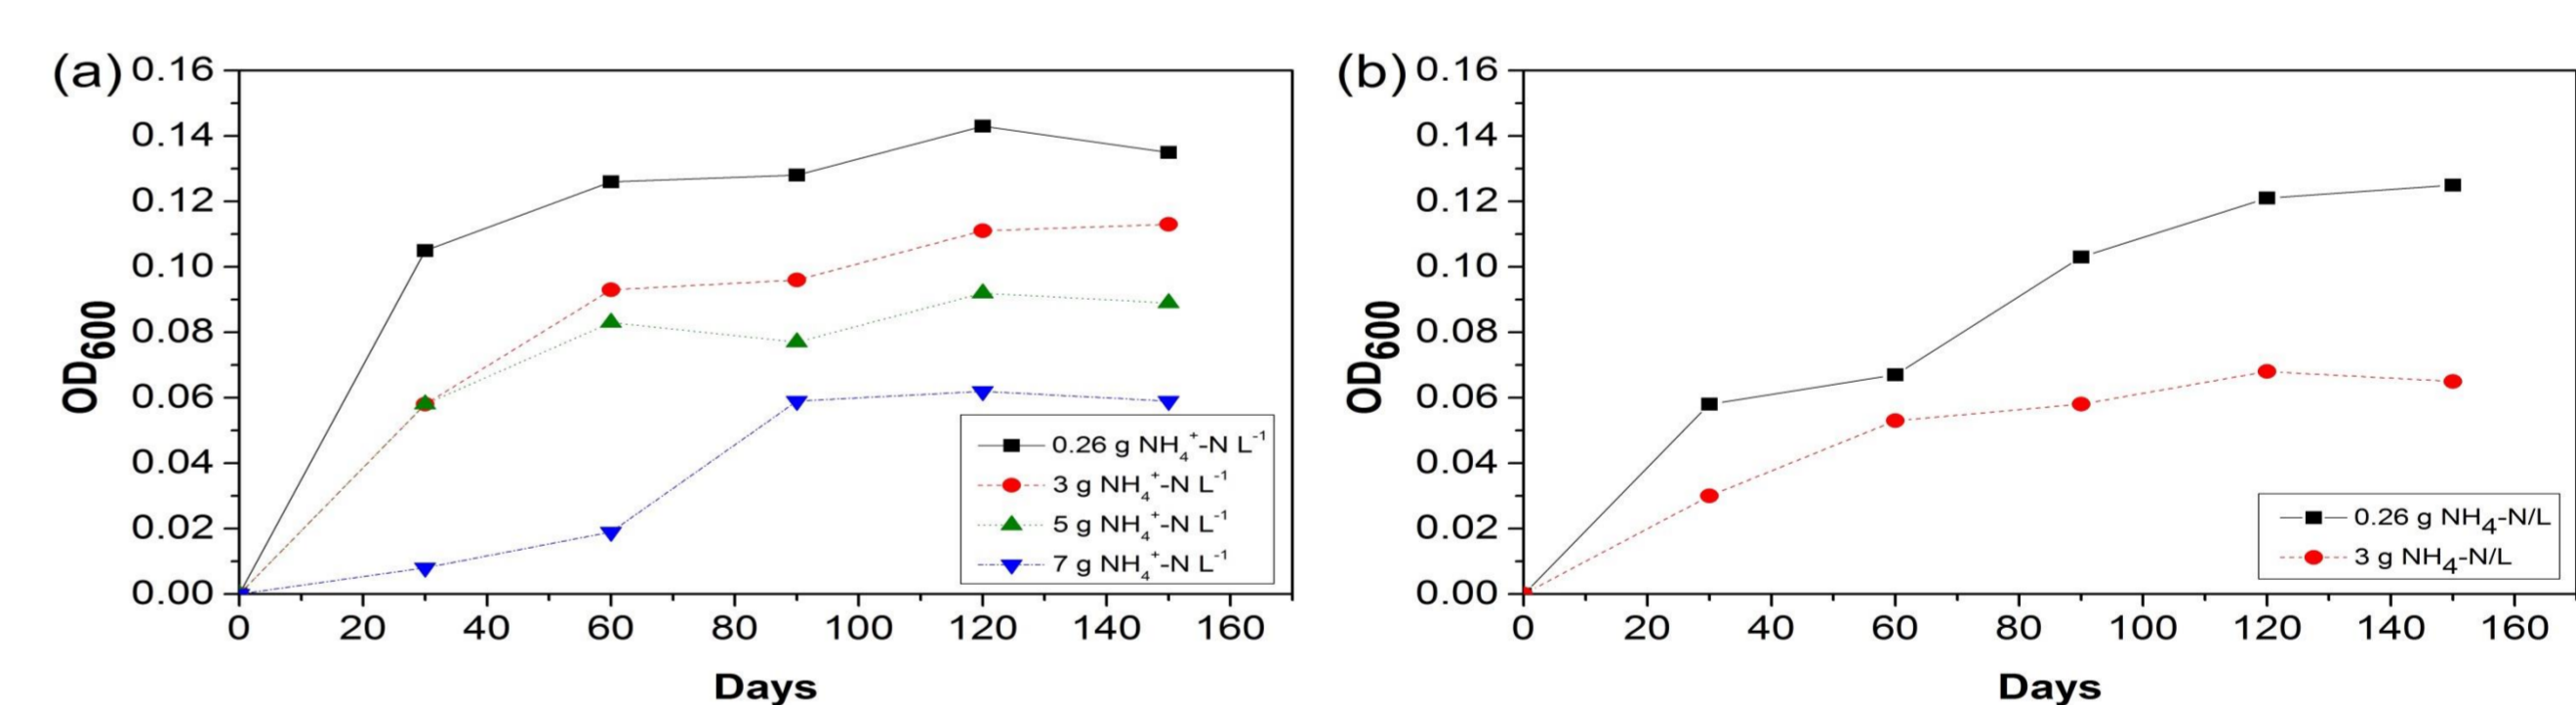 (a)
0.16
0.14
0.12
0.10
0.08
0.06
0.04
0.02
0.00
OD600
0 20 40 60 80 100 120 140 160
Days
0.26 g NH4+-N L-1
3 g NH4+-N L-1
5 g NH4+-N L-1
7 g NH4+-N L-1
(b)
0.16
0.14
0.12
0.10
0.08
0.06
0.04
0.02
0.00
OD600
0 20 40 60 80 100 120 140 160
Days
0.26 g NH4-N/L
3 g NH4-N/L